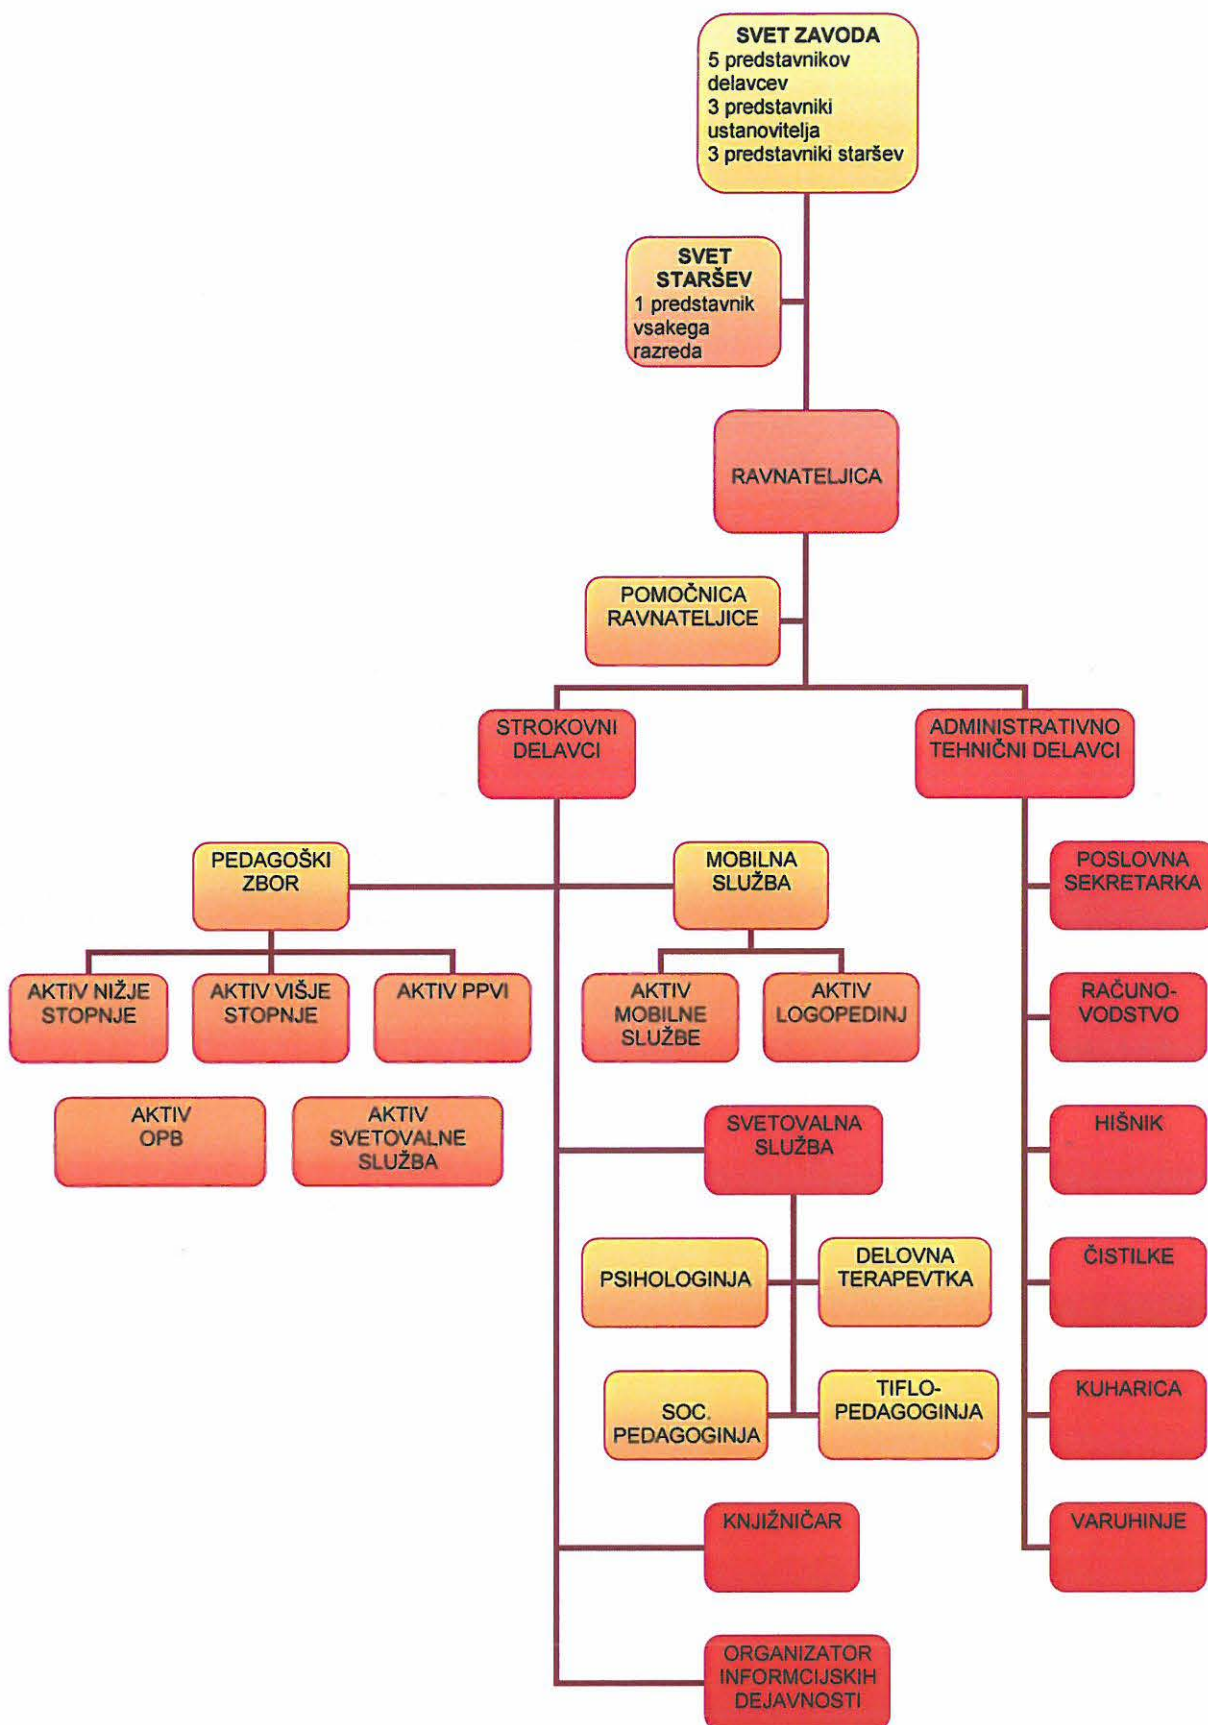 SVET ZAVODA
5 predstavnikov
delavcev
3 predstavniki
ustanovitelja
3 predstavniki staršev
SVET
STARŠEV
1 predstavnik
vsakega
razreda
RAVNATELJICA
POMOČNICA
RAVNATELJICE
STROKOVNI
DELAVCI
ADMINISTRATIVNO
TEHNIČNI DELAVCI
PEDAGOŠKI
ZBOR
MOBILNA
SLUŽBA
POSLOVNA
SEKRETARKA
AKTIV NIŽJE
STOPNJE
AKTIV VIŠJE
STOPNJE
AKTIV PPVI
AKTIV
MOBILNE
SLUŽBE
AKTIV
LOGOPEDINJ
RAČUNO-
VODSTVO
AKTIV
OPB
AKTIV
SVETOVALNE
SLUŽBA
SVETOVALNA
SLUŽBA
HIŠNIK
PSIHOLOGINJA
DELOVNA
TERAPEVTKA
ČISTILKE
SOC.
PEDAGOGINJA
TIFLO-
PEDAGOGINJA
KUHARICA
KNJIŽNIČAR
VARUHINJE
ORGANIZATOR
INFORMCIJSKIH
DEJAVNOSTI